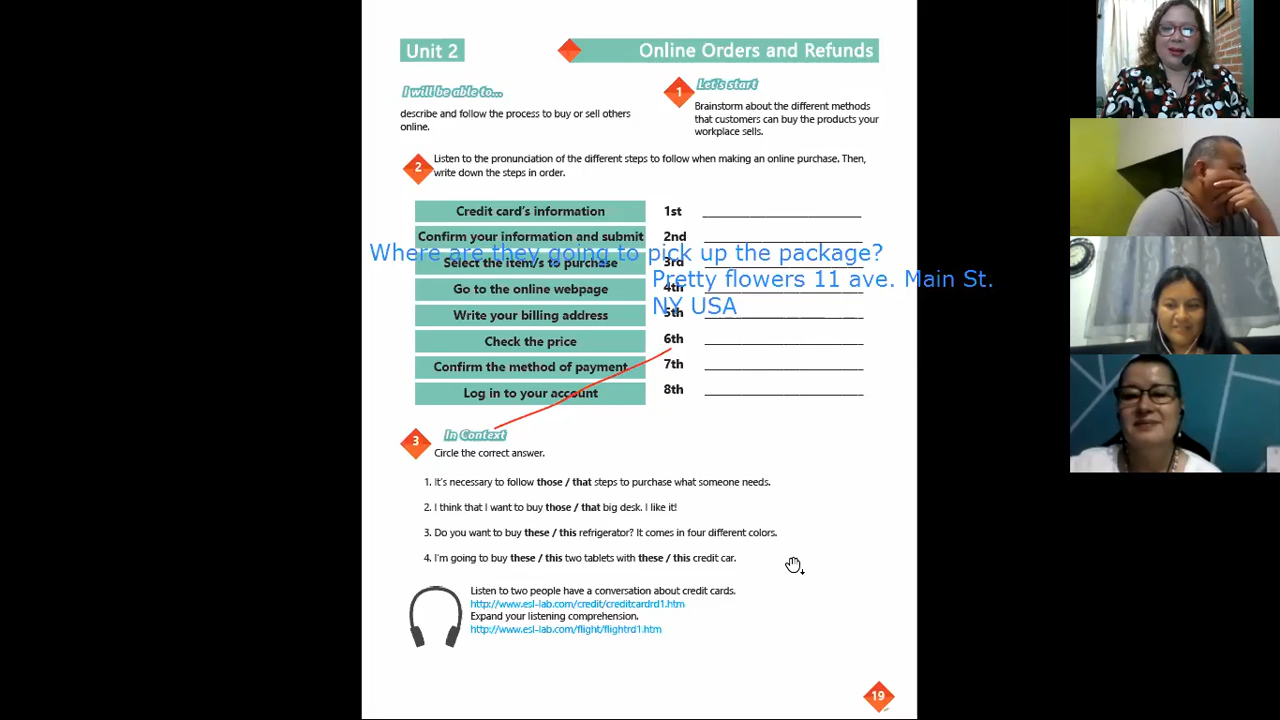 Unit 2
Online Orders and Refunds
I will be able to...
describe and follow the process to buy or sell others
online.
1
Let's start
Brainstorm about the different methods
that customers can buy the products your
workplace sells.
2
Listen to the pronunciation of the different steps to follow when making an online purchase. Then,
write down the steps in order.
Credit card's information
1st
Confirm your information and submit
2nd
Where are they going to pick up the package?
Select the item/s to purchase
3rd
Pretty flowers 11 ave. Main St.
Go to the online webpage
4th
NY USA
Write your billing address
5th
Check the price
6th
Confirm the method of payment
7th
Log in to your account
8th
3
In Context
Circle the correct answer.
1. It's necessary to follow those / that steps to purchase what someone needs.
2. I think that I want to buy those / that big desk. I like it!
3. Do you want to buy these / this refrigerator? It comes in four different colors.
4. I'm going to buy these / this two tablets with these / this credit car.
Listen to two people have a conversation about credit cards.
http://www.esl-lab.com/credit/creditcardrd1.htm
Expand your listening comprehension.
http://www.esl-lab.com/flight/flightrd1.htm
19